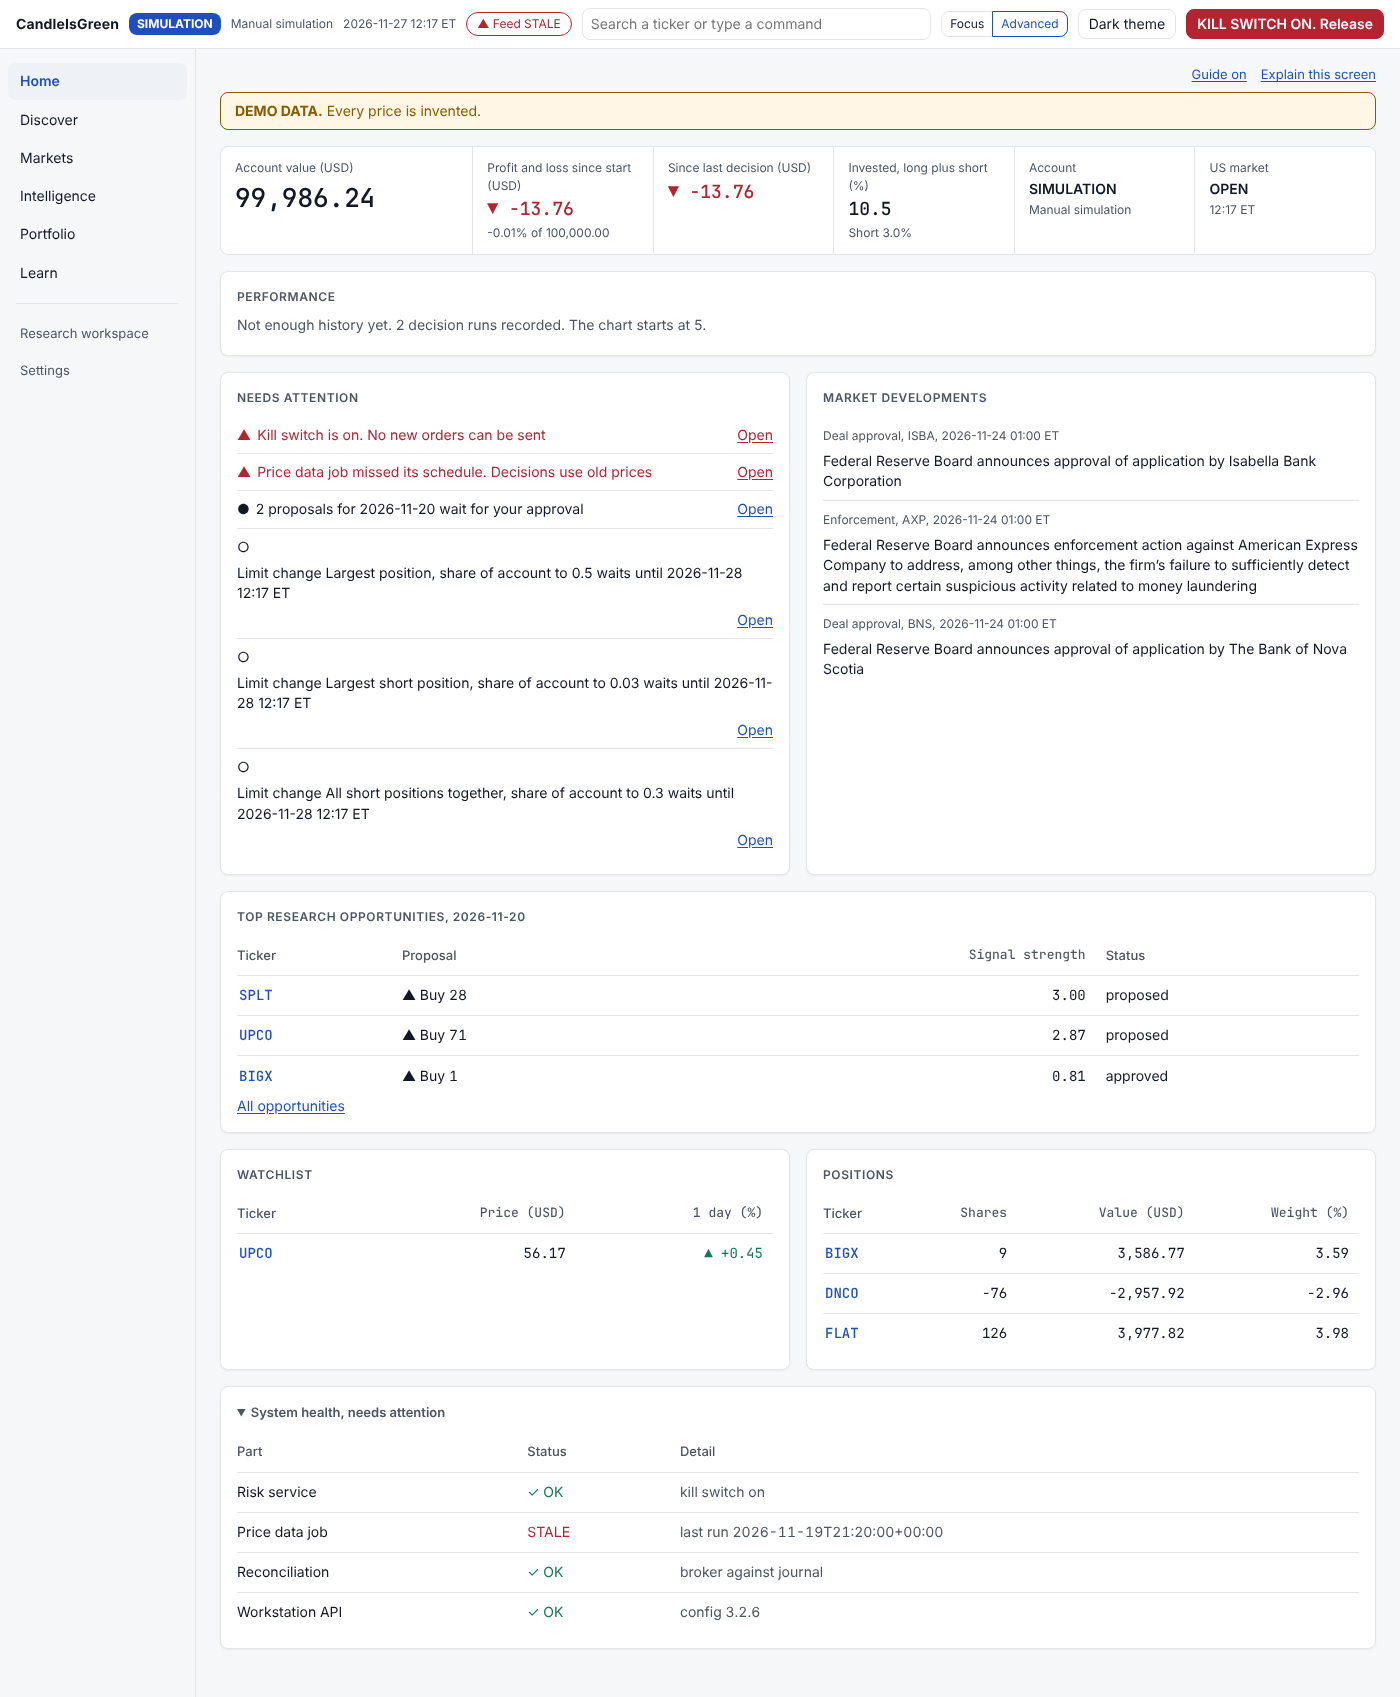 CandleIsGreen SIMULATION Manual simulation 2026-11-27 12:17 ET ▲ Feed STALE Search a ticker or type a command Focus Advanced Dark theme KILL SWITCH ON. Release
Home
Discover
Markets
Intelligence
Portfolio
Learn
Research workspace
Settings
Guide on Explain this screen
DEMO DATA. Every price is invented.
Account value (USD)
99,986.24
Profit and loss since start
(USD)
▼ -13.76
-0.01% of 100,000.00
Since last decision (USD)
▼ -13.76
Invested, long plus short
(%)
10.5
Short 3.0%
Account
SIMULATION
Manual simulation
US market
OPEN
12:17 ET
PERFORMANCE
Not enough history yet. 2 decision runs recorded. The chart starts at 5.
NEEDS ATTENTION
▲ Kill switch is on. No new orders can be sent Open
▲ Price data job missed its schedule. Decisions use old prices Open
● 2 proposals for 2026-11-20 wait for your approval Open
○
Limit change Largest position, share of account to 0.5 waits until 2026-11-28
12:17 ET
Open
○
Limit change Largest short position, share of account to 0.03 waits until 2026-11-
28 12:17 ET
Open
○
Limit change All short positions together, share of account to 0.3 waits until
2026-11-28 12:17 ET
Open
MARKET DEVELOPMENTS
Deal approval, ISBA, 2026-11-24 01:00 ET
Federal Reserve Board announces approval of application by Isabella Bank
Corporation
Enforcement, AXP, 2026-11-24 01:00 ET
Federal Reserve Board announces enforcement action against American Express
Company to address, among other things, the firm's failure to sufficiently detect
and report certain suspicious activity related to money laundering
Deal approval, BNS, 2026-11-24 01:00 ET
Federal Reserve Board announces approval of application by The Bank of Nova
Scotia
TOP RESEARCH OPPORTUNITIES, 2026-11-20
Ticker Proposal Signal strength Status
SPLT ▲ Buy 28 3.00 proposed
UPCO ▲ Buy 71 2.87 proposed
BIGX ▲ Buy 1 0.81 approved
All opportunities
WATCHLIST
Ticker Price (USD) 1 day (%)
UPCO 56.17 ▲ +0.45
POSITIONS
Ticker Shares Value (USD) Weight (%)
BIGX 9 3,586.77 3.59
DNCO -76 -2,957.92 -2.96
FLAT 126 3,977.82 3.98
▼ System health, needs attention
Part Status Detail
Risk service ✓ OK kill switch on
Price data job STALE last run 2026-11-19T21:20:00+00:00
Reconciliation ✓ OK broker against journal
Workstation API ✓ OK config 3.2.6